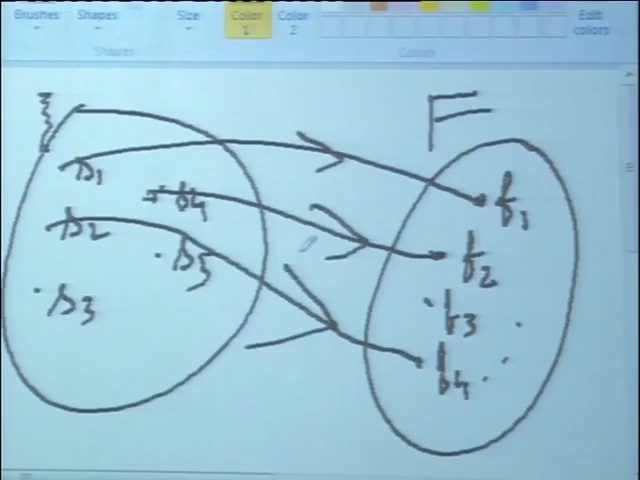 Brushes Shapes Size Color 1 Color 2 Edit colors
Shapes Colors
F
s1 s4 f1
s2 s5 f2
s3 f3
f4